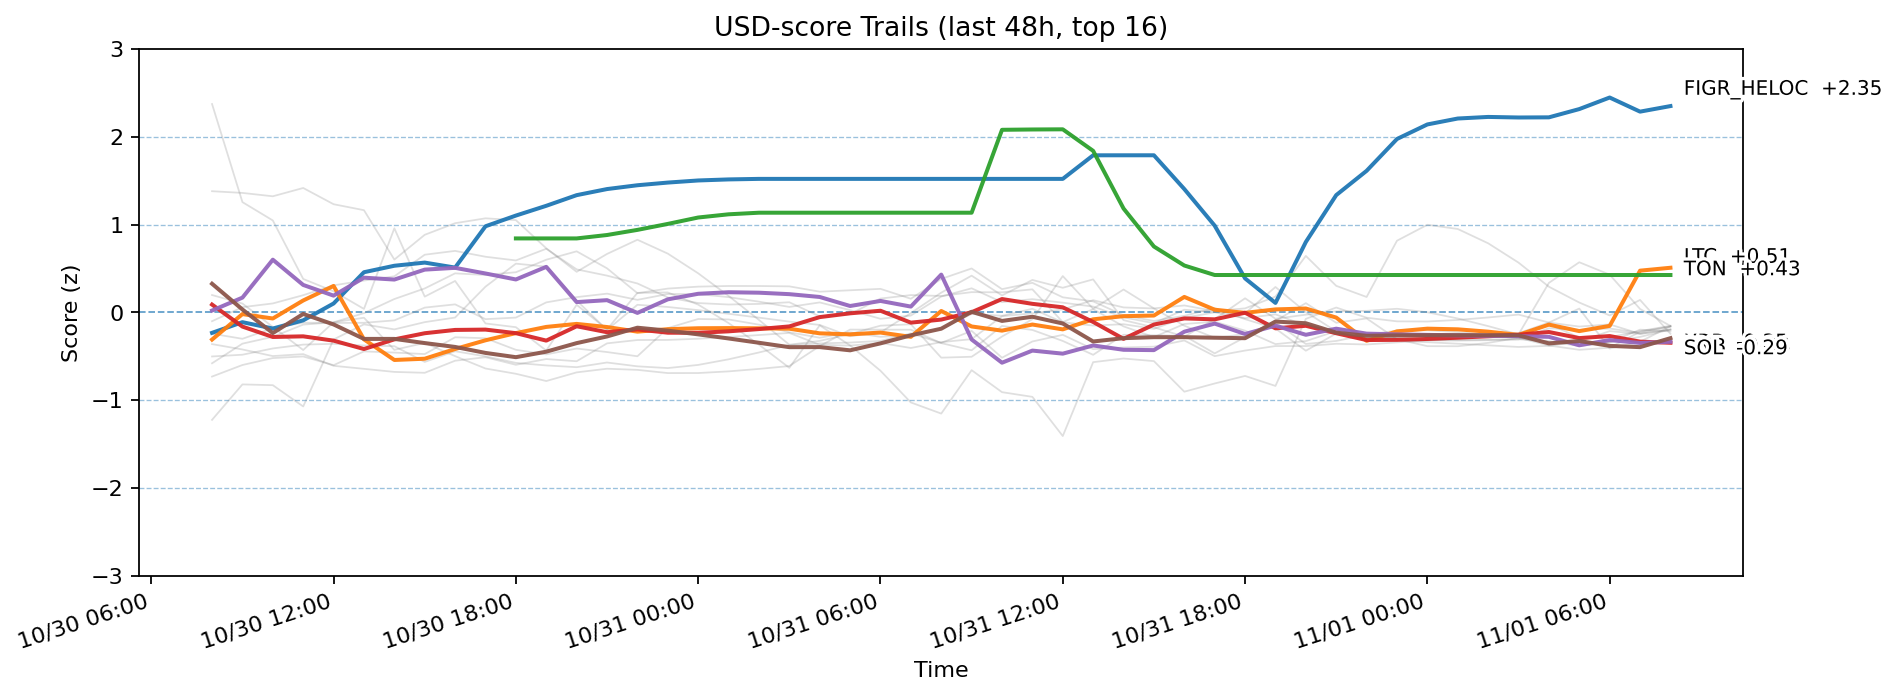 USD-score Trails (last 48h, top 16)
Score (z)
3
2
1
0
−1
−2
−3
FIGR_HELOC +2.35
LTC +0.51
TON +0.43
SOL -0.29
10/30 06:00
10/30 12:00
10/30 18:00
10/31 00:00
10/31 06:00
10/31 12:00
10/31 18:00
11/01 00:00
11/01 06:00
Time